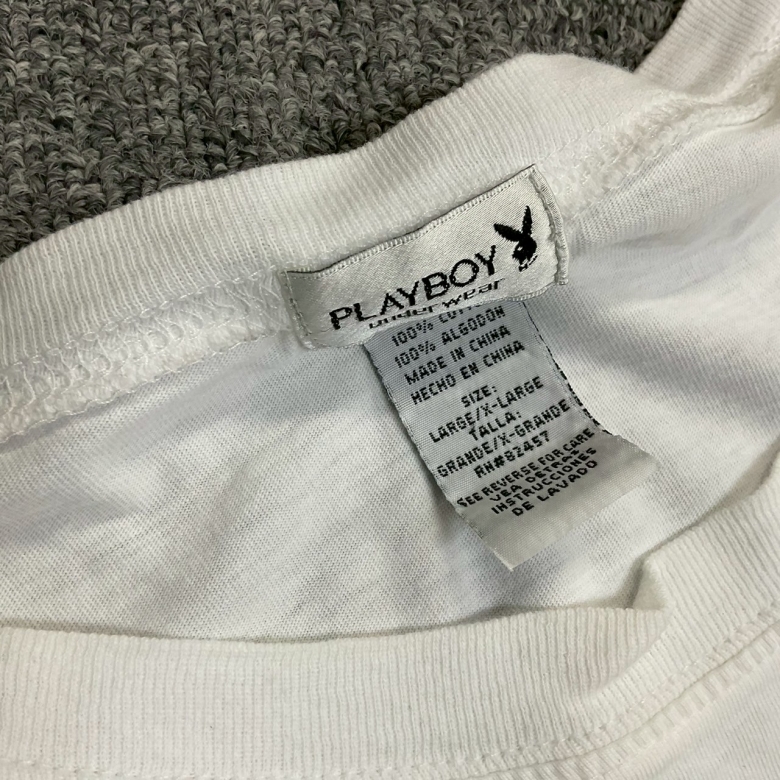 PLAYBOY
underwear
100%
100% ALGODON
MADE IN CHINA
HECHO EN CHINA
SIZE:
LARGE/X-LARGE
TALLA:
GRANDE/X-GRANDE
RN#82457
SEE REVERSE FOR CARE
VEA DETRAS
INSTRUCCIONES
DE LAVADO